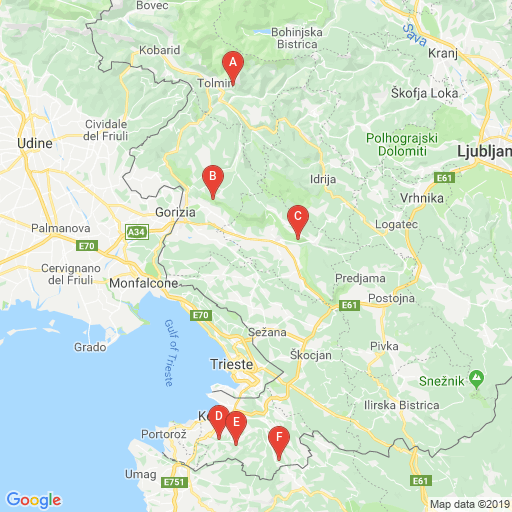 Bovec
Bohinjska
Bistrica
Sava
Kobarid
Kranj
A
Tolmin
Škofja Loka
Cividale
del Friuli
Udine
Polhograjski
Dolomiti
Ljubljan
E61
Idrija
B
Vrhnika
Gorizia
C
Logatec
Palmanova
A34
E70
Cervignano
del Friuli
Monfalcone
Predjama
E61
Postojna
E70
Gulf of Trieste
Sežana
Grado
Pivka
Škocjan
Trieste
Snežnik
Ilirska Bistrica
K
D
E
Portorož
F
Umag
E751
E61
Google
Map data ©2019